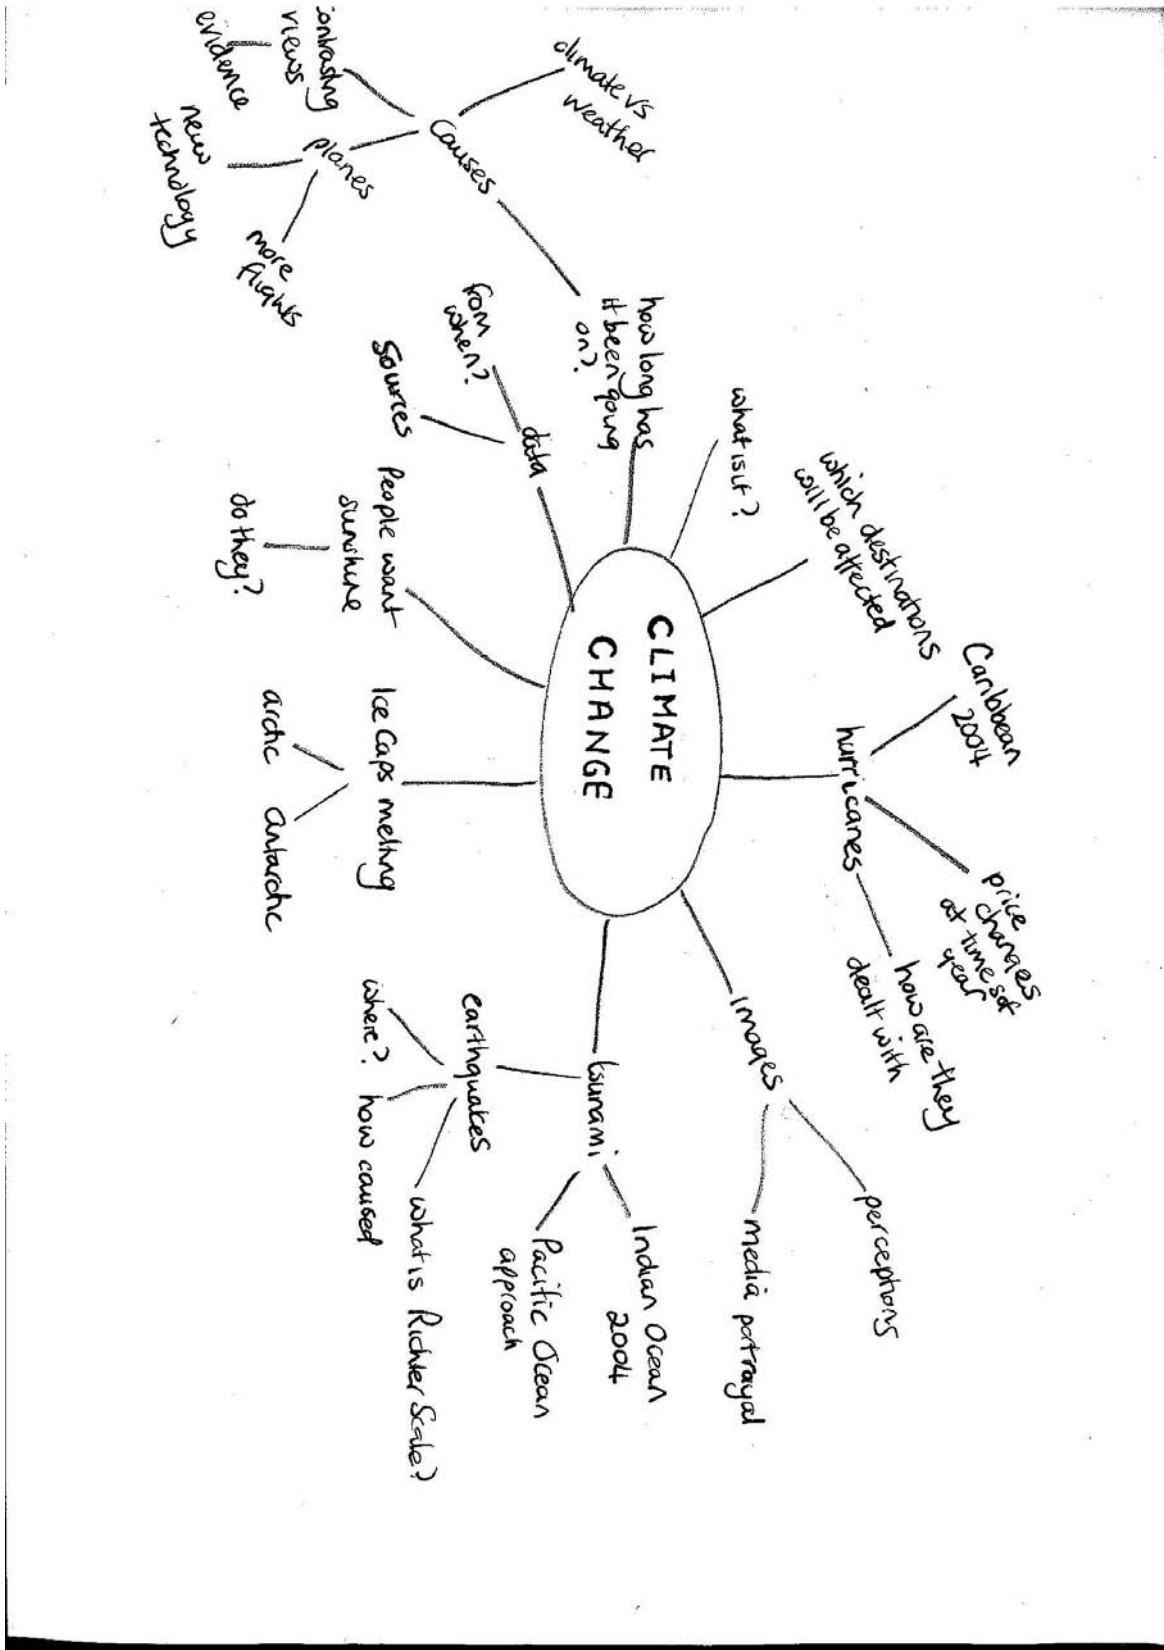 CLIMATE
CHANGE
what is it?
which destinations
will be affected
hurricanes
Caribbean
2004
price
changes
at times of
year
how are they
dealt with
images
perceptions
media portrayal
tsunami
Indian Ocean
2004
Pacific Ocean
approach
earthquakes
where?
how caused
what is Richter Scale?
Ice Caps melting
arctic
antarctic
People want
sunshine
do they?
data
from
when?
sources
how long has
it been going
on?
Causes
climate vs
weather
contrasting
views
evidence
planes
new
technology
more
flights